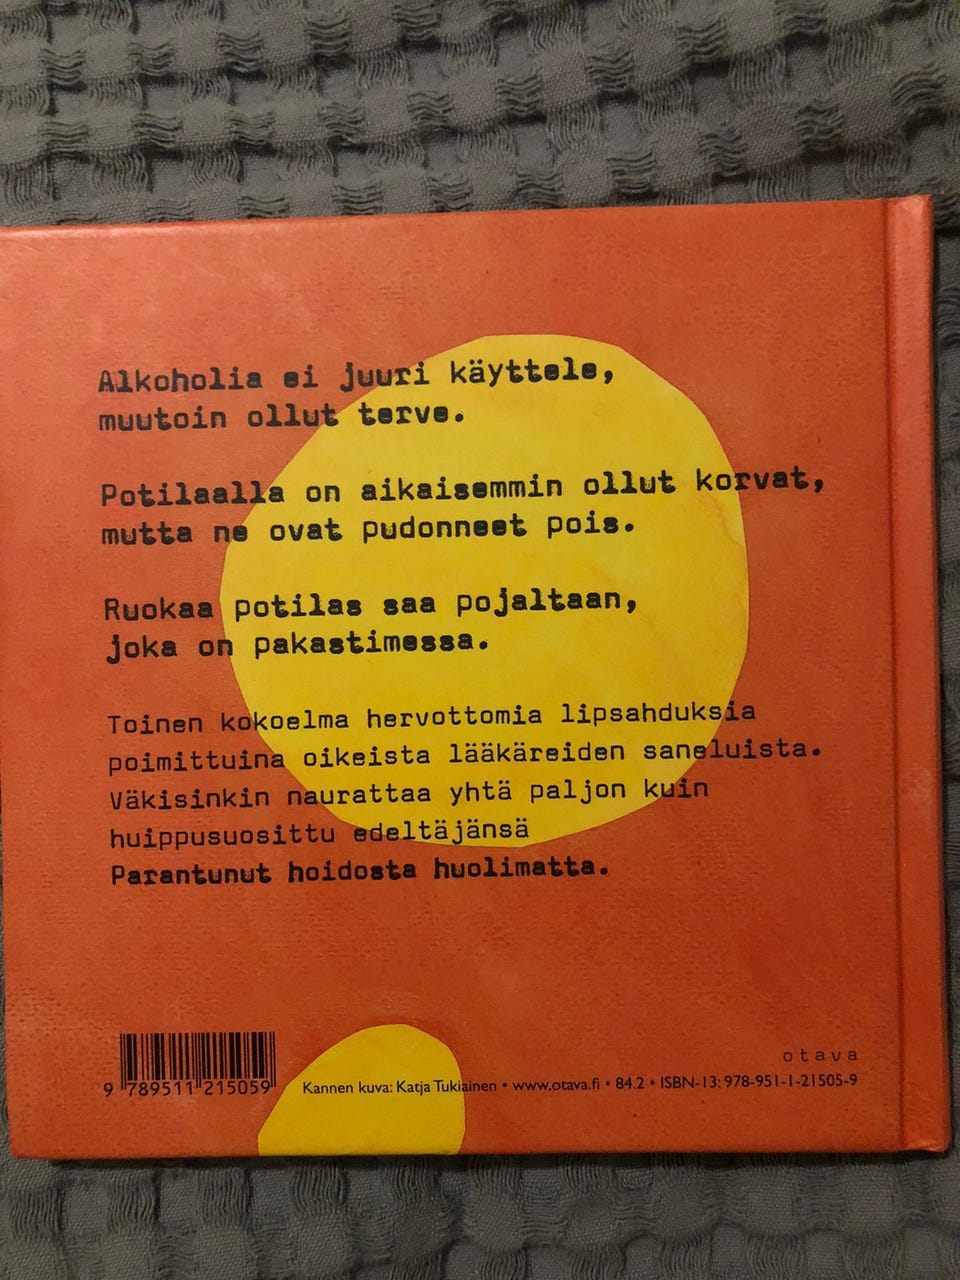 Alkoholia ei juuri käyttele,
muutoin ollut terve.
Potilaalla on aikaisemmin ollut korvat,
mutta ne ovat pudonneet pois.
Ruokaa potilas saa pojaltaan,
joka on pakastimessa.
Toinen kokoelma hervottomia lipsahduksia
poimittuina oikeista lääkäreiden saneluista.
Väkisinkin naurattaa yhtä paljon kuin
huippusuosittu edeltäjänsä
Parantunut hoidosta huolimatta.
otava
9 789511 215059
Kannen kuva: Katja Tukiainen • www.otava.fi • 84.2 • ISBN-13: 978-951-1-21505-9